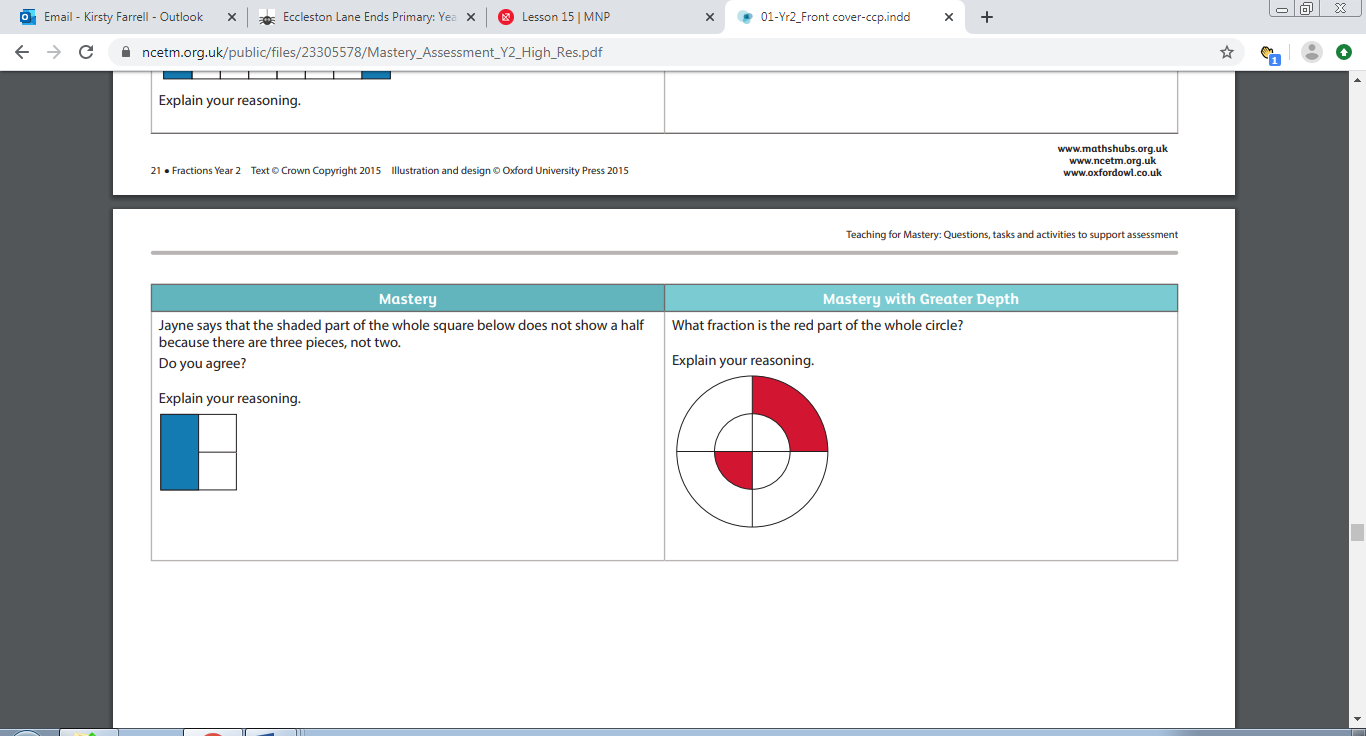 Email - Kirsty Farrell - Outlook
Eccleston Lane Ends Primary: Yea
Lesson 15 | MNP
01-Yr2_Front cover-ccp.indd
ncetm.org.uk/public/files/23305578/Mastery_Assessment_Y2_High_Res.pdf
1
Explain your reasoning.
www.mathshubs.org.uk
www.ncetm.org.uk
www.oxfordowl.co.uk
21 • Fractions Year 2 Text © Crown Copyright 2015 Illustration and design © Oxford University Press 2015
Teaching for Mastery: Questions, tasks and activities to support assessment
Mastery
Jayne says that the shaded part of the whole square below does not show a half
because there are three pieces, not two.
Do you agree?
Explain your reasoning.
Mastery with Greater Depth
What fraction is the red part of the whole circle?
Explain your reasoning.